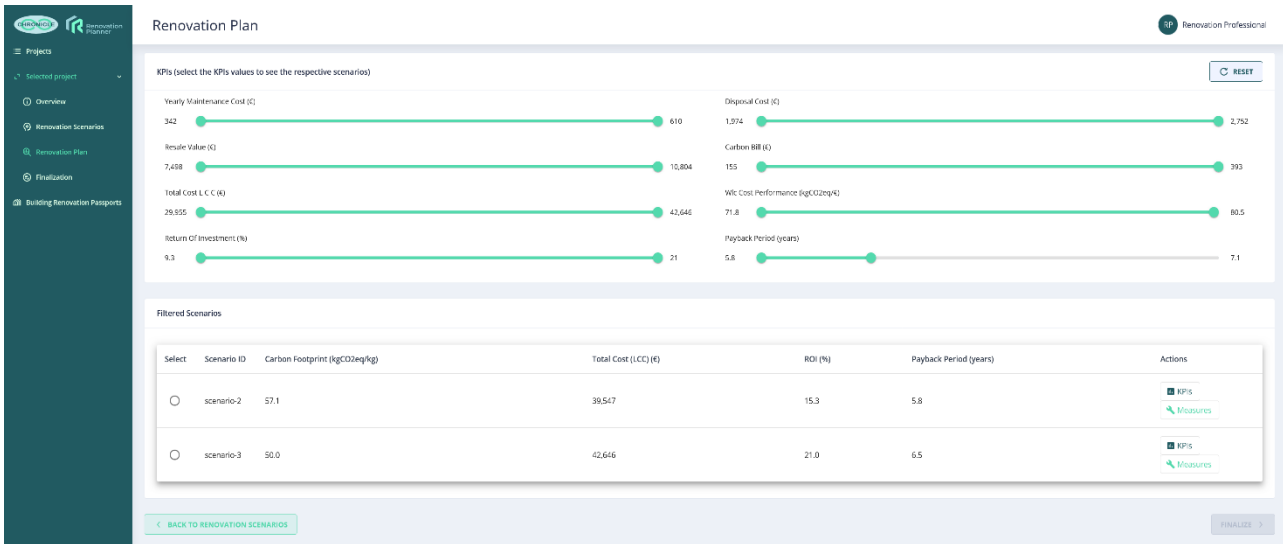 CHRONICLE
Renovation
Planner
Projects
Selected project
Overview
Renovation Scenarios
Renovation Plan
Finalization
Building Renovation Passports
Renovation Plan
RP Renovation Professional
KPIs (select the KPIs values to see the respective scenarios)
RESET
Yearly Maintenance Cost (€)
342 610
Disposal Cost (€)
1,974 2,752
Resale Value (€)
7,498 10,804
Carbon Bill (€)
155 393
Total Cost L C C (€)
29,955 42,646
Wlc Cost Performance (kgCO2eq/€)
71.8 80.5
Return Of Investment (%)
9.3 21
Payback Period (years)
5.8 7.1
Filtered Scenarios
Select Scenario ID Carbon Footprint (kgCO2eq/kg) Total Cost (LCC) (€) ROI (%) Payback Period (years) Actions
scenario-2 57.1 39,547 15.3 5.8 KPIs
Measures
scenario-3 50.0 42,646 21.0 6.5 KPIs
Measures
BACK TO RENOVATION SCENARIOS
FINALIZE